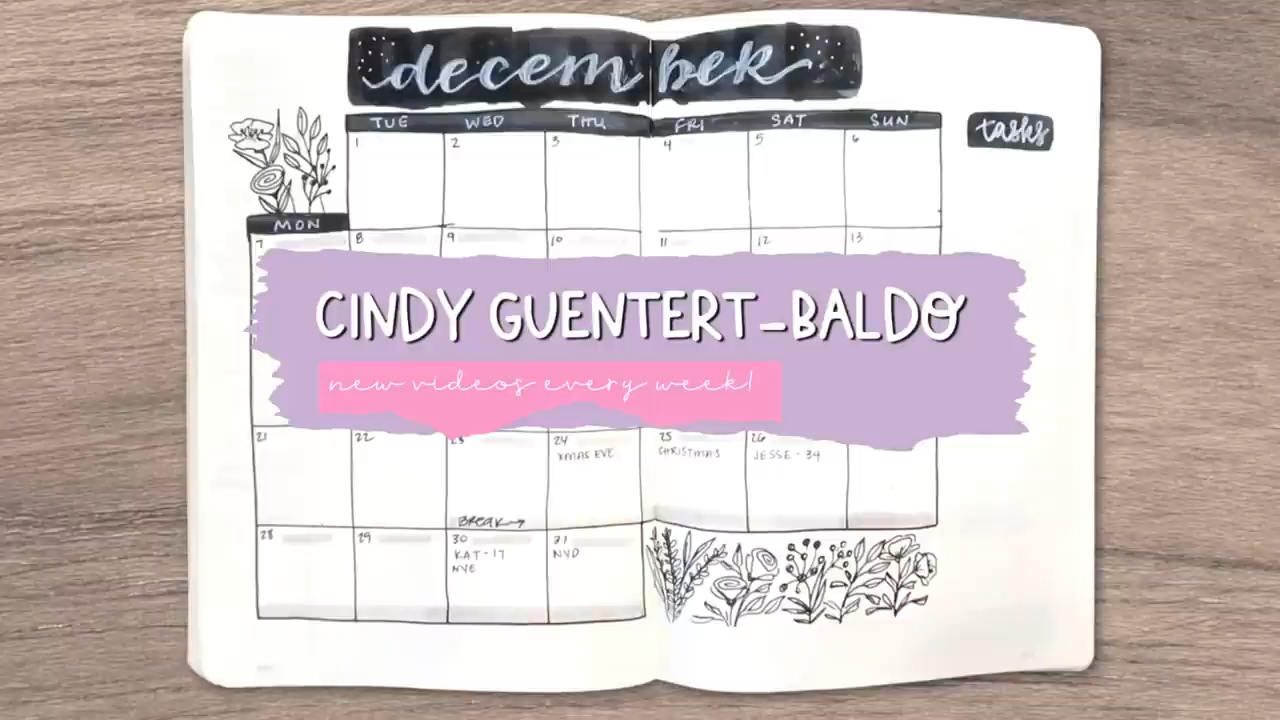 december
TUE WED THU FRI SAT SUN
tasks
1 2 3 4 5 6
MON
7 8 9 10 11 12 13
CINDY GUENTERT-BALDO
new videos every week!
21 22 23 24 25 26
XMAS EVE CHRISTMAS JESSE - 34
BREAK→
28 29 30 31
KAT - 17 NYD
NYE